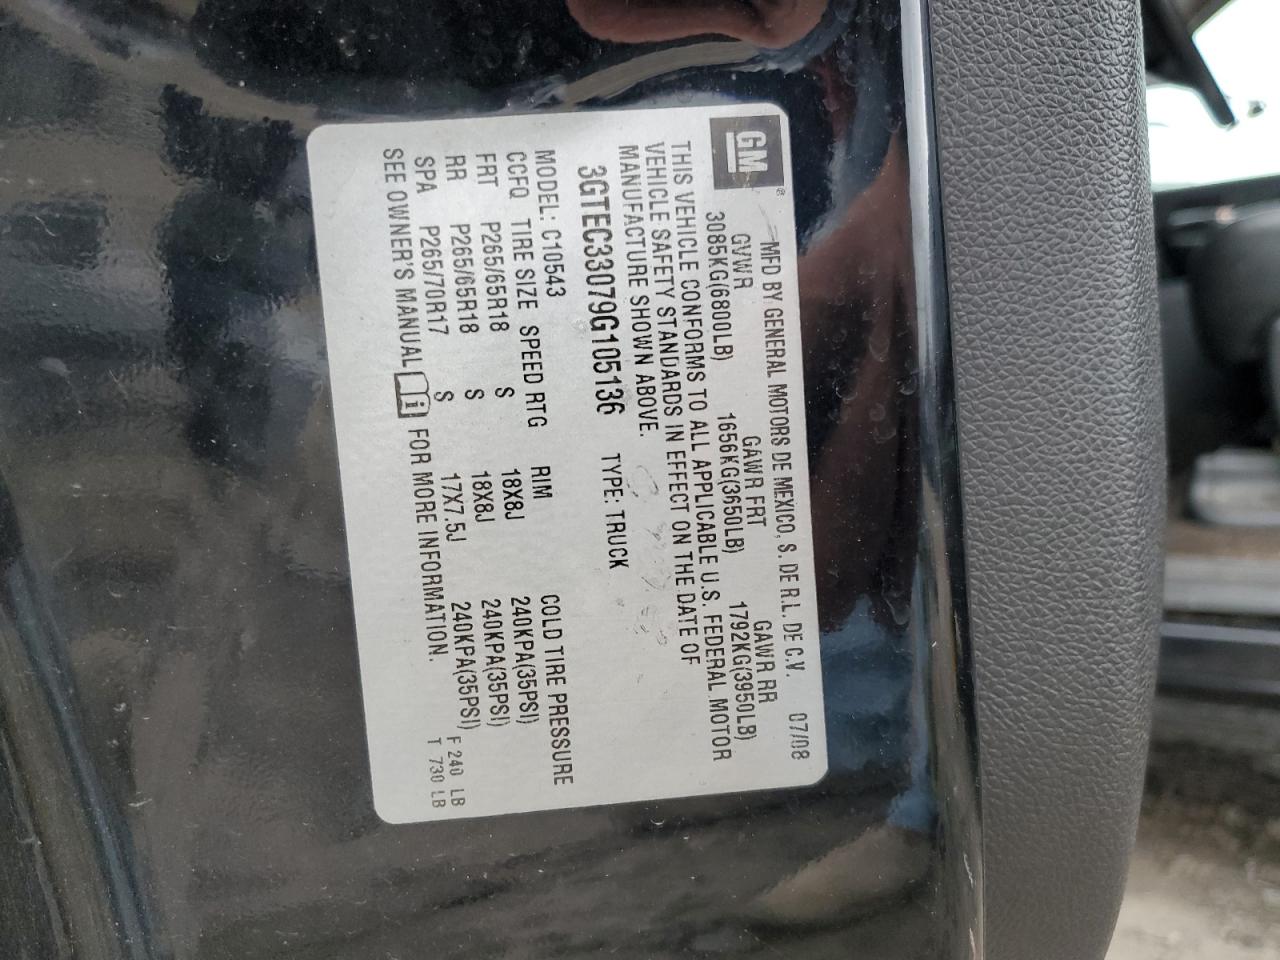 GM ®
MFD BY GENERAL MOTORS DE MEXICO, S. DE R.L. DE C.V. 07/08
GVWR GAWR FRT GAWR RR
3085KG(6800LB) 1656KG(3650LB) 1792KG(3950LB)
THIS VEHICLE CONFORMS TO ALL APPLICABLE U.S. FEDERAL MOTOR
VEHICLE SAFETY STANDARDS IN EFFECT ON THE DATE OF
MANUFACTURE SHOWN ABOVE.
3GTEC33079G105136 TYPE: TRUCK
MODEL: C10543
CCFQ TIRE SIZE SPEED RTG RIM COLD TIRE PRESSURE
FRT P265/65R18 S 18X8J 240KPA(35PSI)
RR P265/65R18 S 18X8J 240KPA(35PSI)
SPA P265/70R17 S 17X7.5J 240KPA(35PSI)
SEE OWNER'S MANUAL i FOR MORE INFORMATION.
F 240 LB
T 730 LB